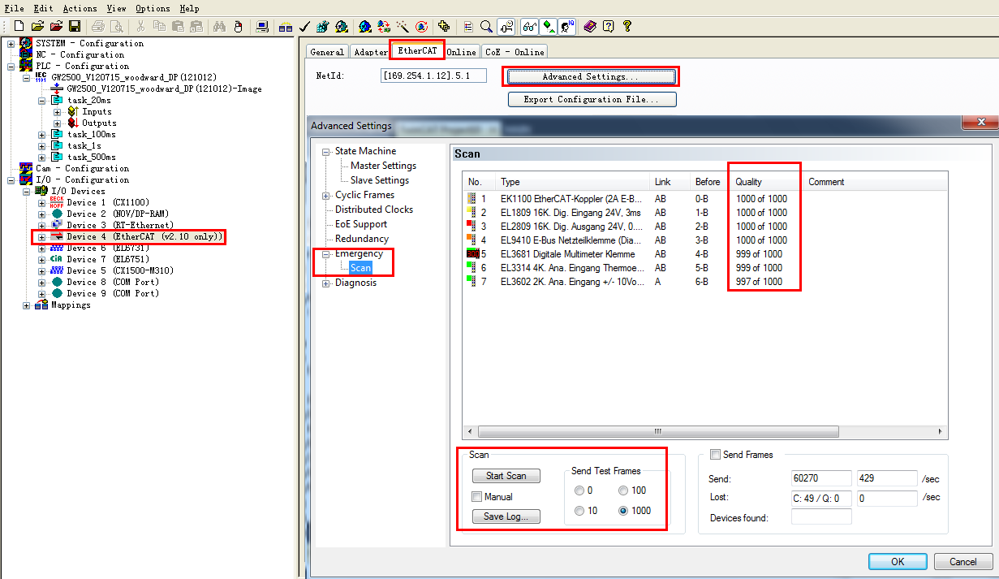 File Edit Actions View Options Help
SYSTEM - Configuration
NC - Configuration
PLC - Configuration
IEC 1131 GW2500_V120715_woodward_DP(121012)
GW2500_V120715_woodward_DP(121012)-Image
task_20ms
Inputs
Outputs
task_100ms
task_1s
task_500ms
Cam - Configuration
I/O - Configuration
I/O Devices
BECK HOFF Device 1 (CX1100)
Device 2 (NOV/DP-RAM)
Device 3 (RT-Ethernet)
Device 4 (EtherCAT (v2.10 only))
Device 6 (EL6731)
CiA Device 7 (EL6751)
Device 5 (CX1500-M310)
Device 8 (COM Port)
Device 9 (COM Port)
Mappings
General Adapter EtherCAT Online CoE - Online
NetId: [169.254.1.12].5.1 Advanced Settings...
Export Configuration File...
Advanced Settings
State Machine
Master Settings
Slave Settings
Cyclic Frames
Distributed Clocks
EoE Support
Redundancy
Emergency
Scan
Diagnosis
Scan
No. Type Link Before Quality Comment
1 EK1100 EtherCAT-Koppler (2A E-B... AB 0-B 1000 of 1000
2 EL1809 16K. Dig. Eingang 24V, 3ms AB 1-B 1000 of 1000
3 EL2809 16K. Dig. Ausgang 24V, 0.... AB 2-B 1000 of 1000
4 EL9410 E-Bus Netzteilklemme (Dia... AB 3-B 1000 of 1000
5 EL3681 Digitale Multimeter Klemme AB 4-B 999 of 1000
6 EL3314 4K. Ana. Eingang Thermoe... AB 5-B 999 of 1000
7 EL3602 2K. Ana. Eingang +/- 10Vo... A 6-B 997 of 1000
Scan
Start Scan
Manual
Save Log...
Send Test Frames
0 100
10 1000
Send Frames
Send: 60270 429 /sec
Lost: C: 49 / Q: 0 0 /sec
Devices found:
OK Cancel